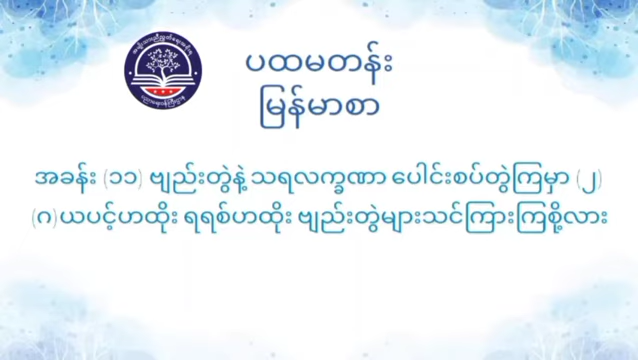 ပထမတန်း
မြန်မာစာ
အခန်း (၁၁) ဗျည်းတွဲနဲ့ သရလက္ခဏာ ပေါင်းစပ်တွဲကြမှာ (၂)
(ဂ)ယပင့်ဟထိုး ရရစ်ဟထိုး ဗျည်းတွဲများသင်ကြားကြစို့လား